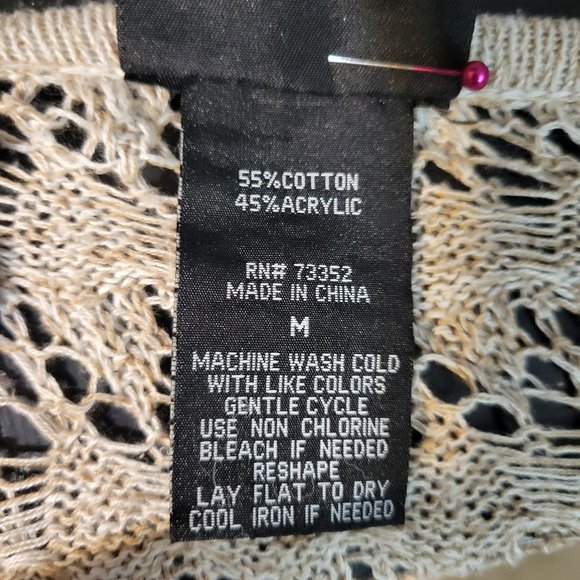 55%COTTON
45%ACRYLIC
RN# 73352
MADE IN CHINA
M
MACHINE WASH COLD
WITH LIKE COLORS
GENTLE CYCLE
USE NON CHLORINE
BLEACH IF NEEDED
RESHAPE
LAY FLAT TO DRY
COOL IRON IF NEEDED